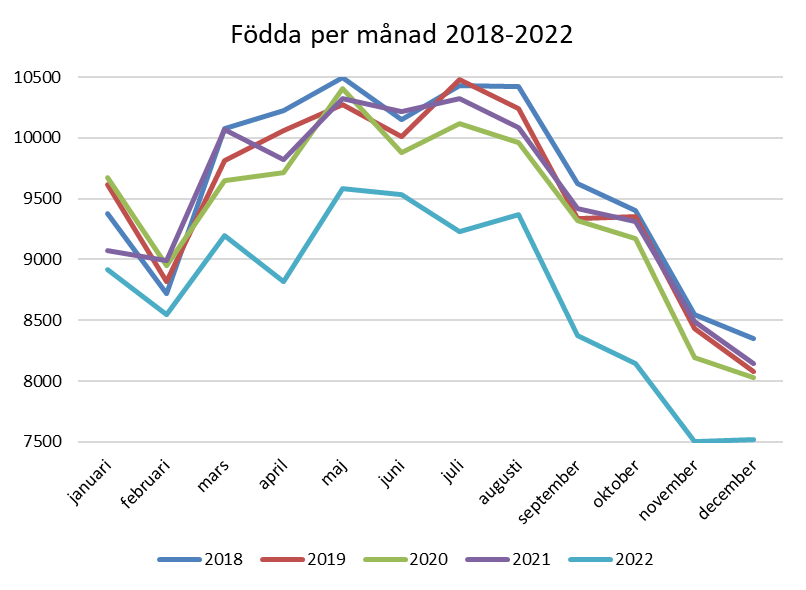 Födda per månad 2018-2022
10500
10000
9500
9000
8500
8000
7500
januari
februari
mars
april
maj
juni
juli
augusti
september
oktober
november
december
2018 2019 2020 2021 2022